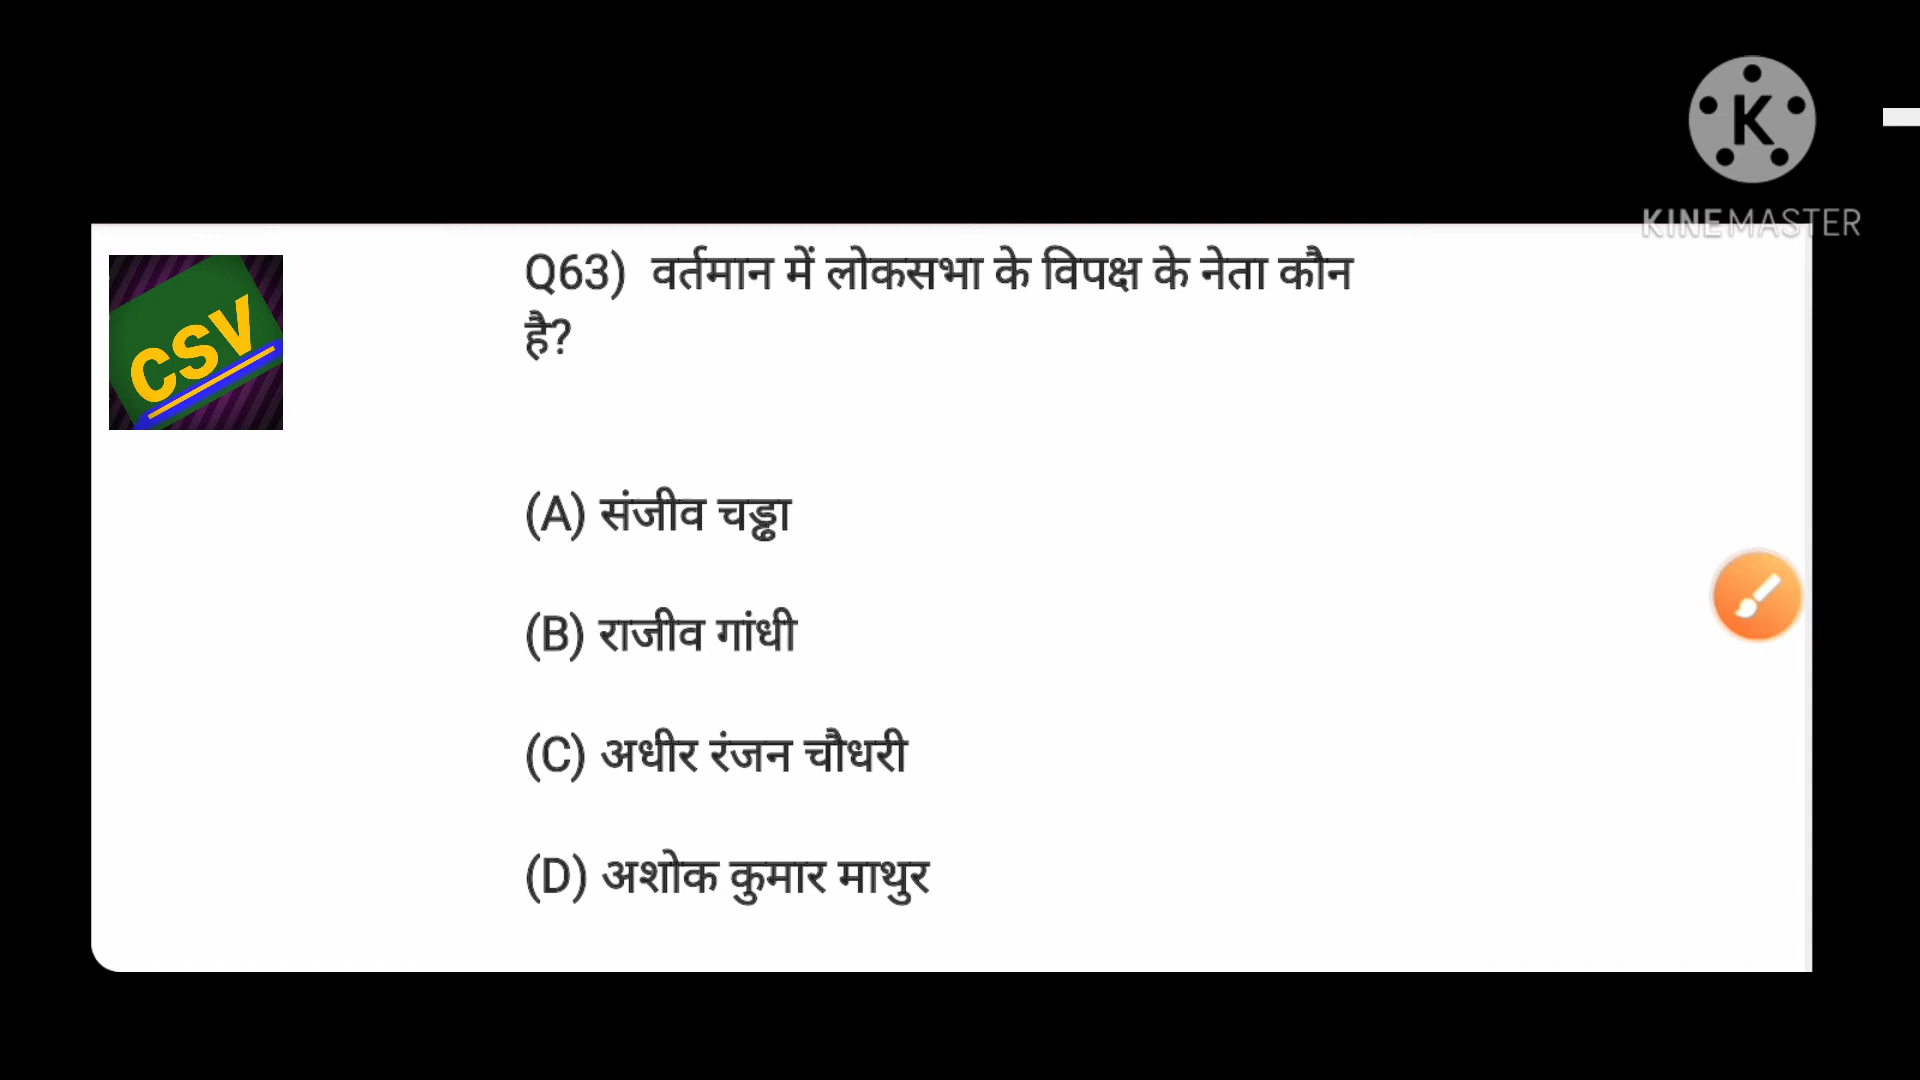 K
KINEMASTER
CSV
Q63) वर्तमान में लोकसभा के विपक्ष के नेता कौन
है?
(A) संजीव चड्ढा
(B) राजीव गांधी
(C) अधीर रंजन चौधरी
(D) अशोक कुमार माथुर